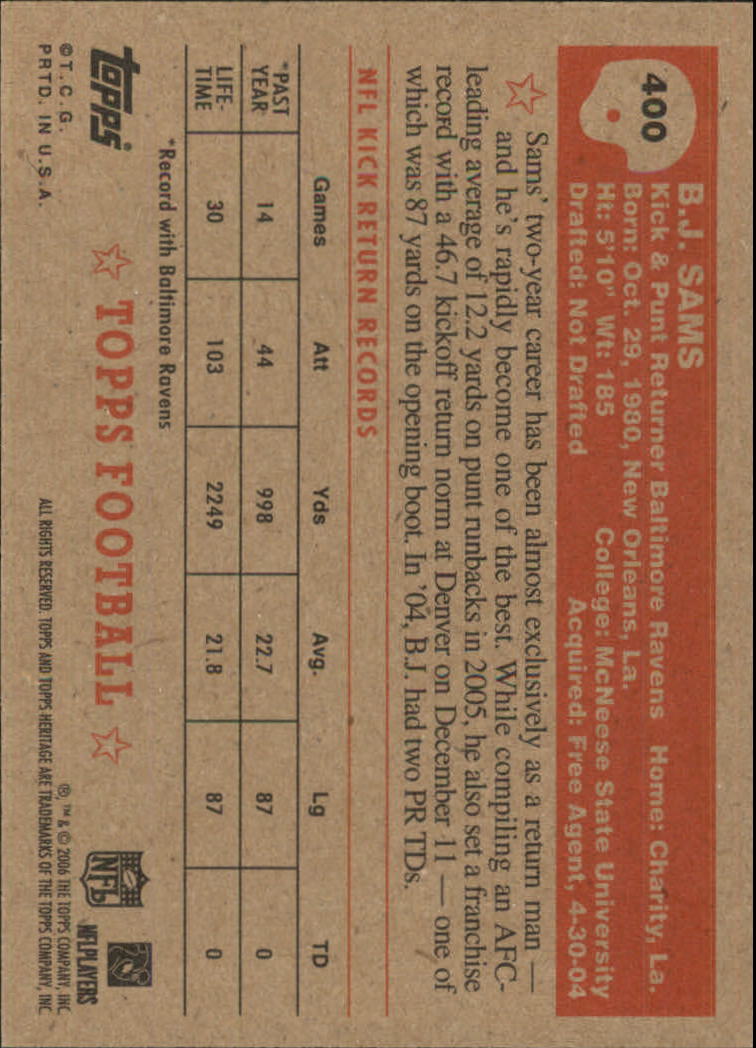 400
B.J. SAMS
Kick & Punt Returner Baltimore Ravens Home: Charity, La.
Born: Oct. 29, 1980, New Orleans, La.
Ht: 5'10" Wt: 185 College: McNeese State University
Drafted: Not Drafted Acquired: Free Agent, 4-30-04
Sams' two-year career has been almost exclusively as a return man —
and he's rapidly become one of the best. While compiling an AFC-
leading average of 12.2 yards on punt runbacks in 2005, he also set a franchise
record with a 46.7 kickoff return norm at Denver on December 11 — one of
which was 87 yards on the opening boot. In '04, B.J. had two PR TDs.
NFL KICK RETURN RECORDS
Games Att Yds Avg. Lg TD
*PAST
YEAR 14 44 998 22.7 87 0
LIFE-
TIME 30 103 2249 21.8 87 0
*Record with Baltimore Ravens
topps®
TOPPS FOOTBALL
NFL
NFLPLAYERS
©T.C.G.
PRTD. IN U.S.A.
®, ™ & © 2006 THE TOPPS COMPANY, INC
ALL RIGHTS RESERVED. TOPPS AND TOPPS HERITAGE ARE TRADEMARKS OF THE TOPPS COMPANY, INC